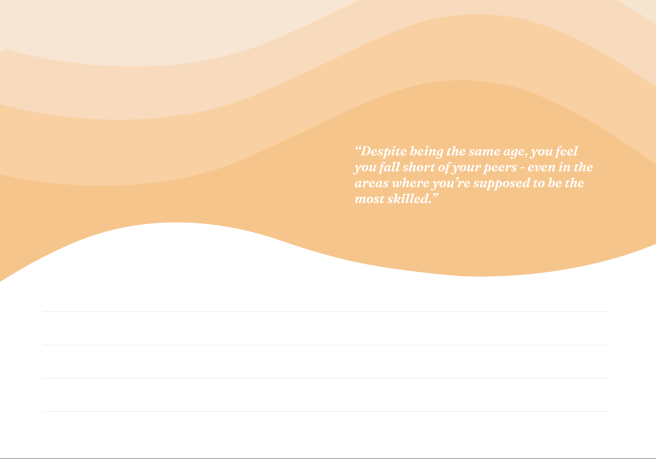 “Despite being the same age, you feel
you fall short of your peers - even in the
areas where you’re supposed to be the
most skilled.”